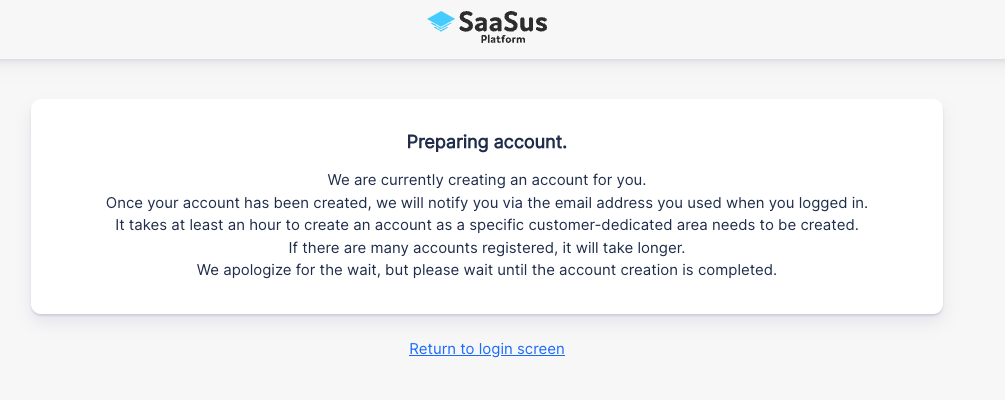 SaaSus
Platform
Preparing account.
We are currently creating an account for you.
Once your account has been created, we will notify you via the email address you used when you logged in.
It takes at least an hour to create an account as a specific customer-dedicated area needs to be created.
If there are many accounts registered, it will take longer.
We apologize for the wait, but please wait until the account creation is completed.
Return to login screen